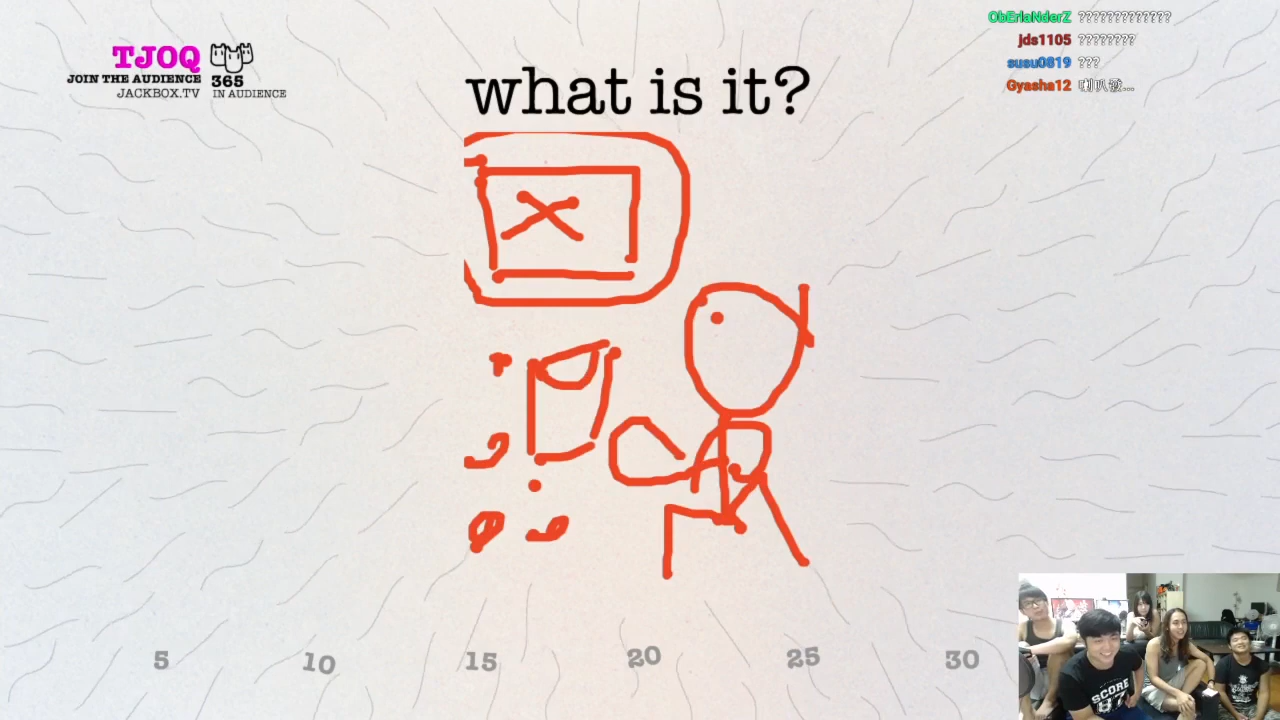 TJOQ
JOIN THE AUDIENCE
JACKBOX.TV
365
IN AUDIENCE
what is it?
ObErlaNderZ ?????????????
jds1105 ????????
susu0819 ???
Gyasha12
5 10 15 20 25 30
SCORE
87